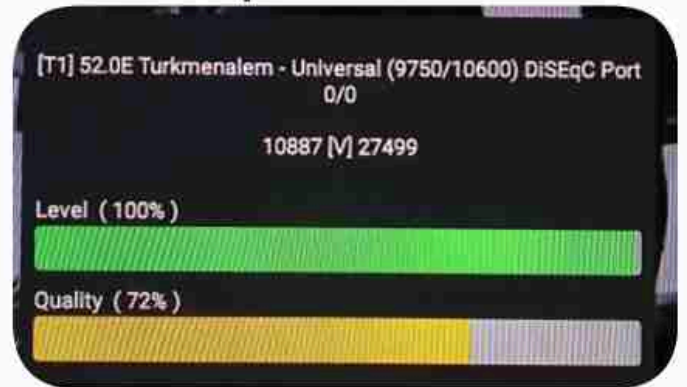 [T1] 52.0E Turkmenalem - Universal (9750/10600) DiSEqC Port
0/0
10887 [V] 27499
Level ( 100% )
Quality ( 72% )